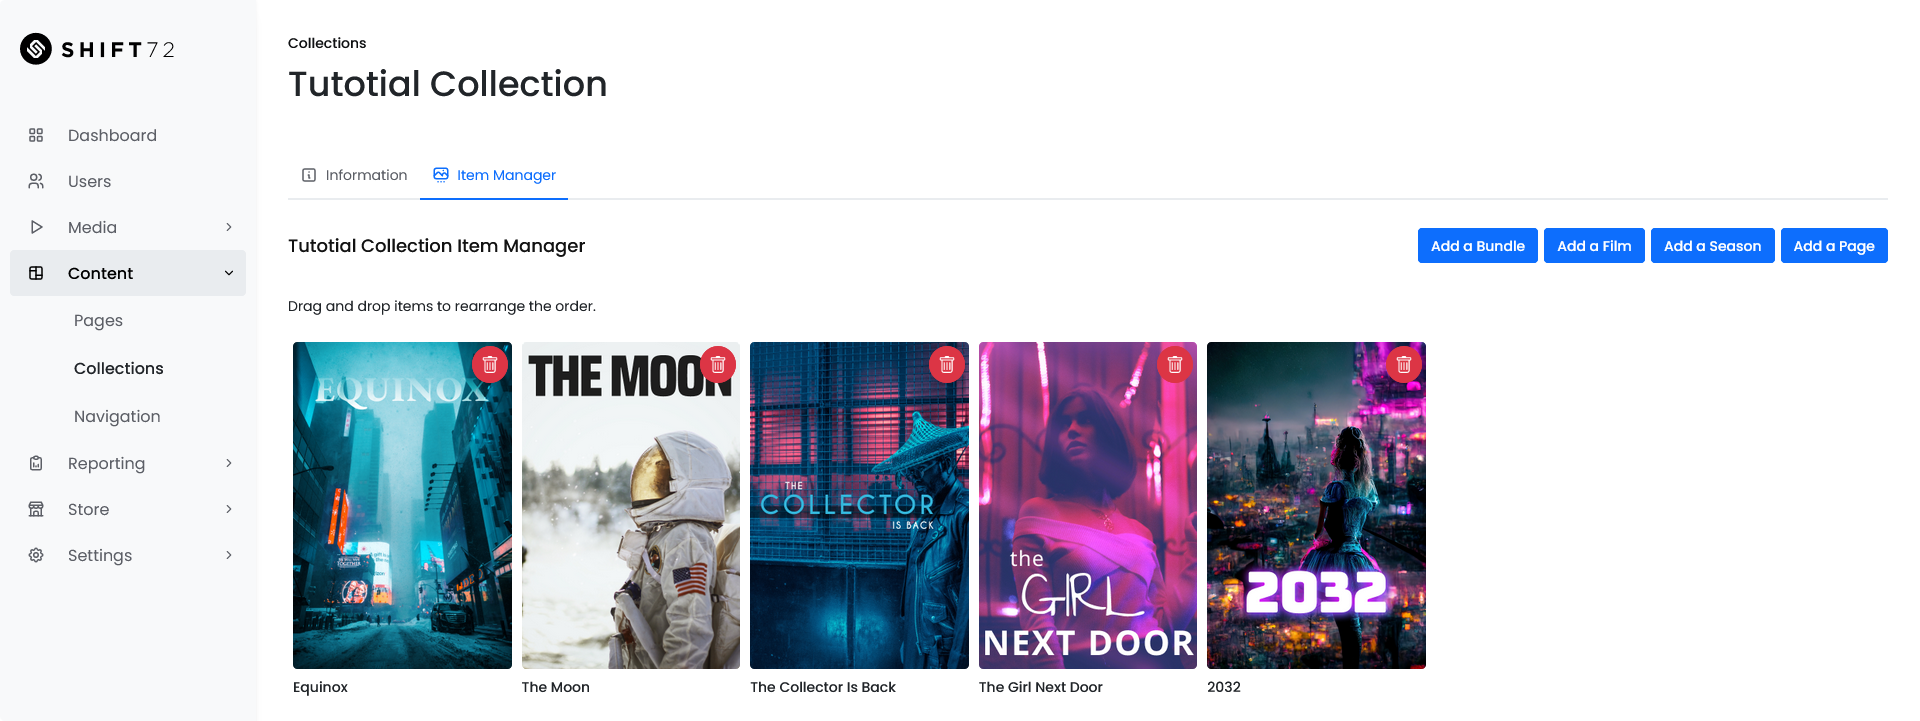 SHIFT72
Dashboard
Users
Media
Content
Pages
Collections
Navigation
Reporting
Store
Settings
Collections
Tutotial Collection
Information
Item Manager
Tutotial Collection Item Manager
Add a Bundle
Add a Film
Add a Season
Add a Page
Drag and drop items to rearrange the order.
EQUINOX
TOGETHER
Equinox
THE MOON
The Moon
THE
COLLECTOR
IS BACK
The Collector Is Back
the
GIRL
NEXT DOOR
The Girl Next Door
2032
2032